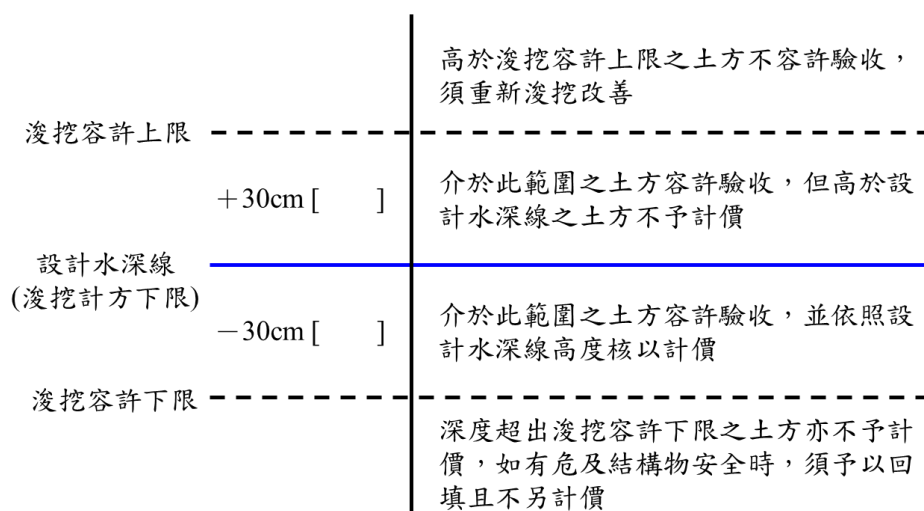 高於浚挖容許上限之土方不容許驗收，
須重新浚挖改善
浚挖容許上限
＋30cm [　　]
介於此範圍之土方容許驗收，但高於設
計水深線之土方不予計價
設計水深線
(浚挖計方下限)
－30cm [　　]
介於此範圍之土方容許驗收，並依照設
計水深線高度核以計價
浚挖容許下限
深度超出浚挖容許下限之土方亦不予計
價，如有危及結構物安全時，須予以回
填且不另計價